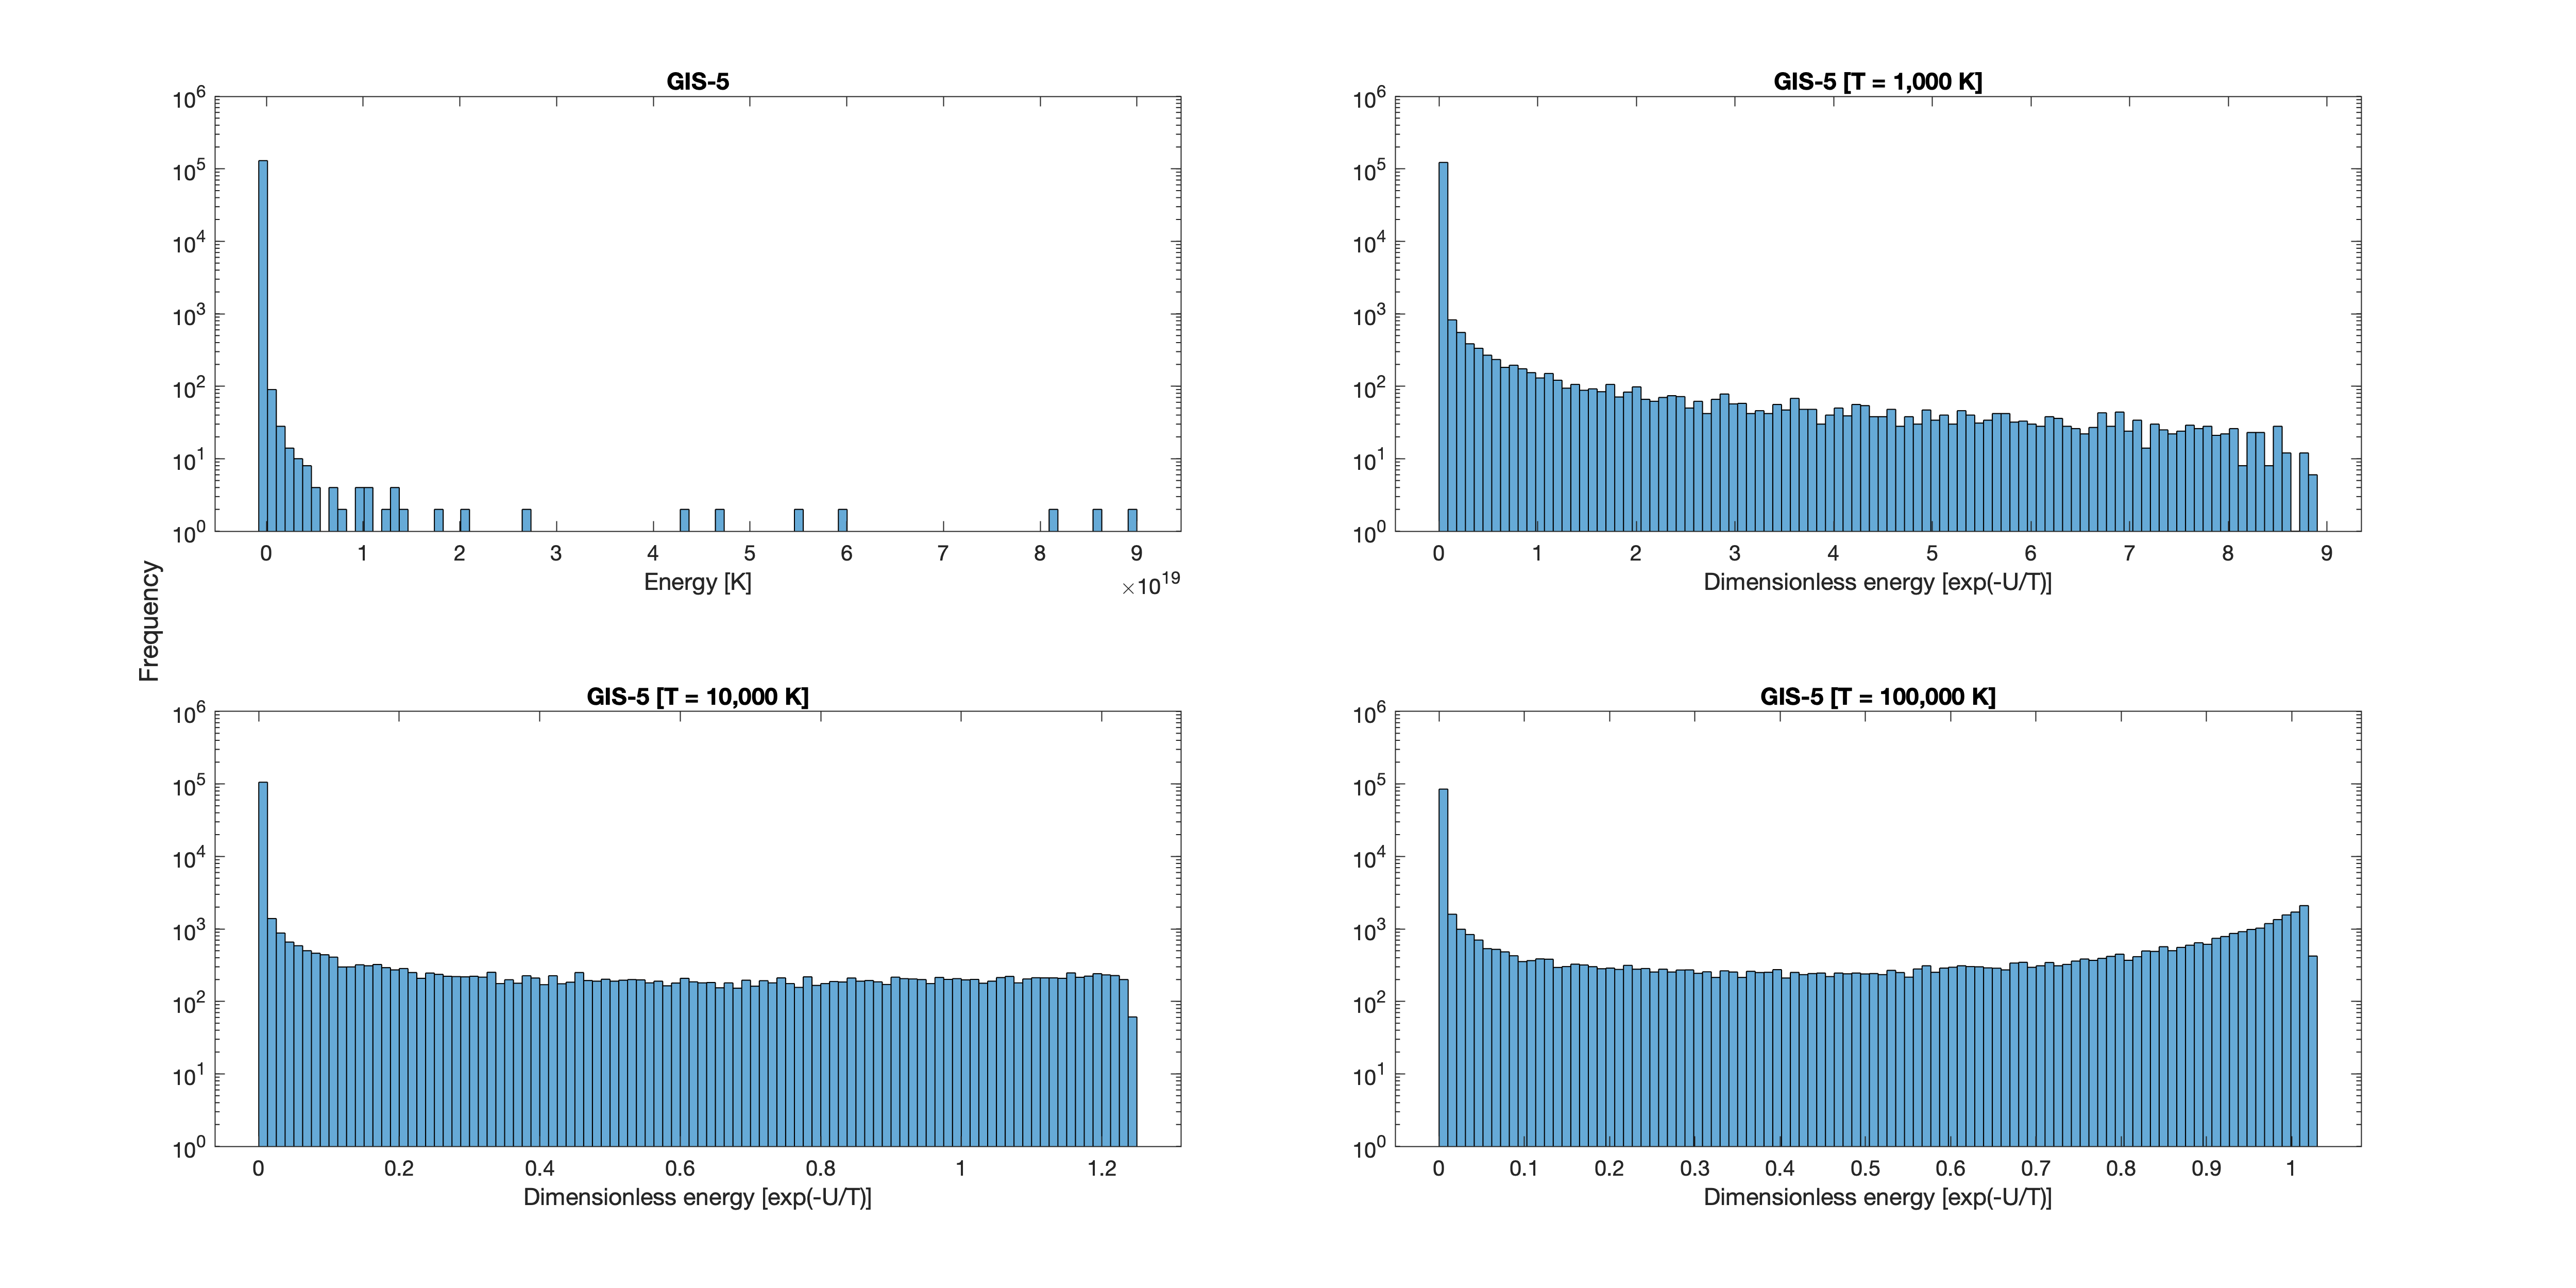 GIS-5
10^6
10^5
10^4
10^3
10^2
10^1
10^0
0 1 2 3 4 5 6 7 8 9
Energy [K]
×10^19
GIS-5 [T = 1,000 K]
10^6
10^5
10^4
10^3
10^2
10^1
10^0
0 1 2 3 4 5 6 7 8 9
Dimensionless energy [exp(-U/T)]
Frequency
GIS-5 [T = 10,000 K]
10^6
10^5
10^4
10^3
10^2
10^1
10^0
0 0.2 0.4 0.6 0.8 1 1.2
Dimensionless energy [exp(-U/T)]
GIS-5 [T = 100,000 K]
10^6
10^5
10^4
10^3
10^2
10^1
10^0
0 0.1 0.2 0.3 0.4 0.5 0.6 0.7 0.8 0.9 1
Dimensionless energy [exp(-U/T)]